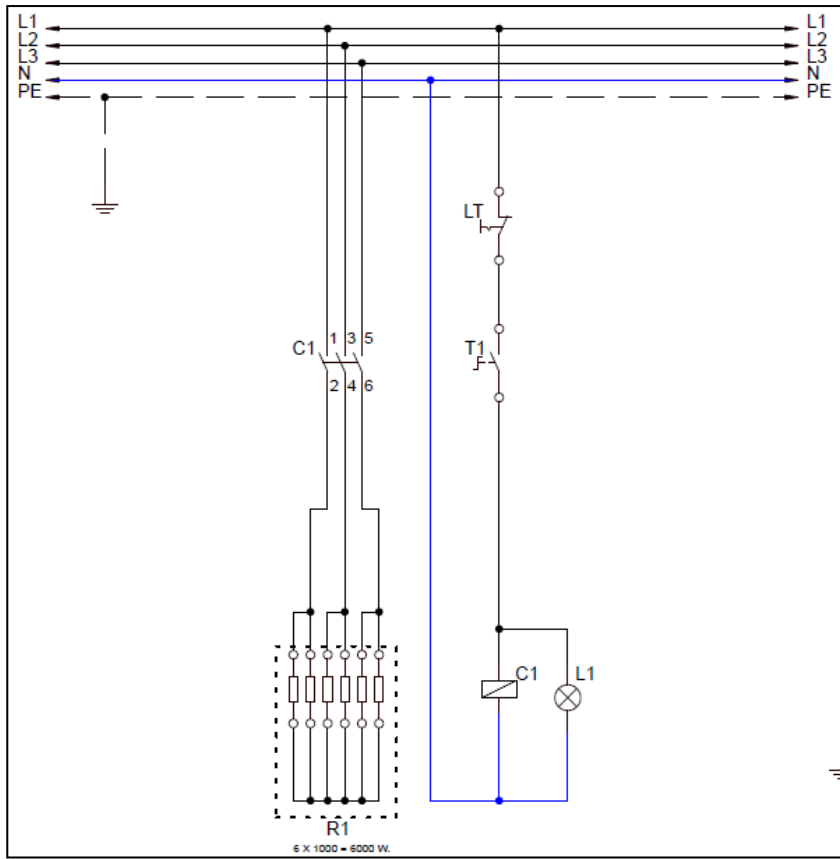 L1 L1
L2 L2
L3 L3
N N
PE PE
LT
1 3 5
C1 T1
2 4 6
C1 L1
R1
6 X 1000 = 6000 W.